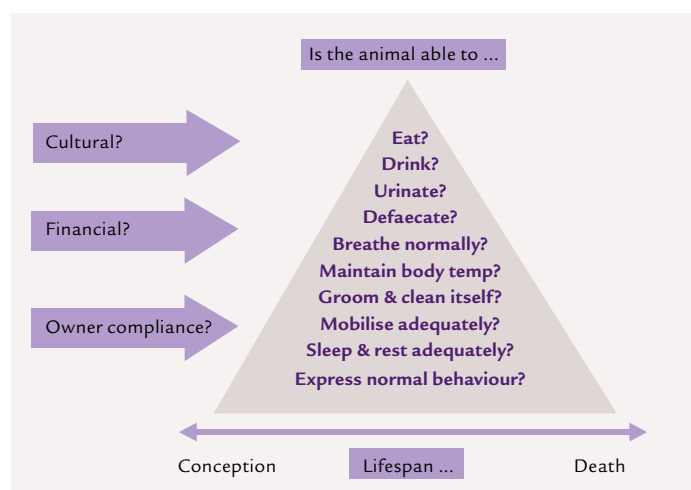 Is the animal able to ...
Cultural?
Financial?
Owner compliance?
Eat?
Drink?
Urinate?
Defaecate?
Breathe normally?
Maintain body temp?
Groom & clean itself?
Mobilise adequately?
Sleep & rest adequately?
Express normal behaviour?
Conception
Lifespan ...
Death